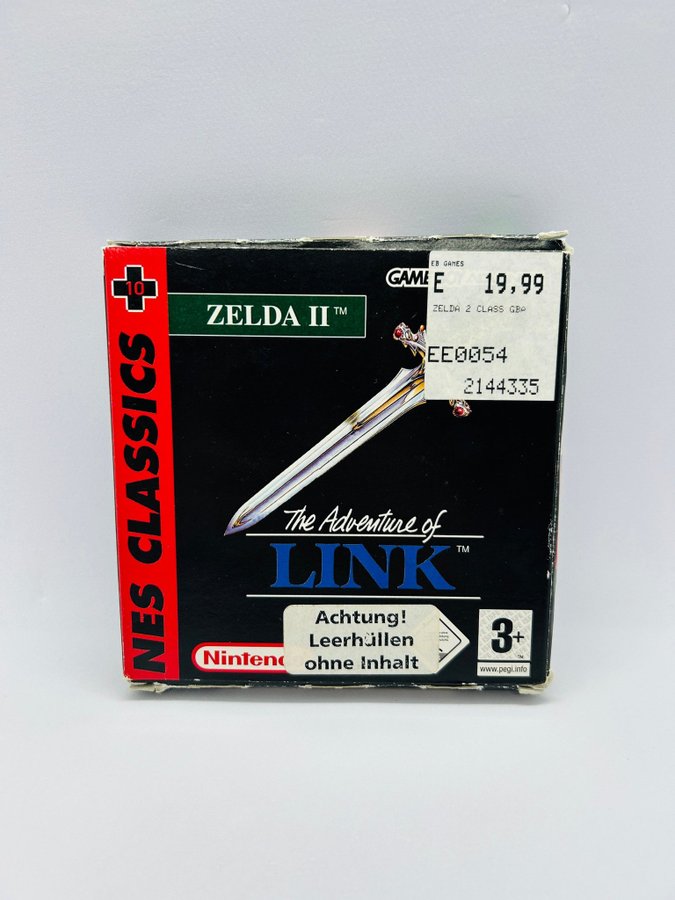 10
NES CLASSICS
ZELDA II™
GAME
EB GAMES
E 19,99
ZELDA 2 CLASS GBA
EE0054
2144335
The Adventure of
LINK™
Achtung!
Leerhüllen
ohne Inhalt
Ninten
3+
www.pegi.info